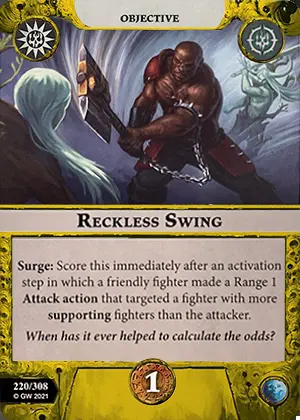 OBJECTIVE
RECKLESS SWING
Surge: Score this immediately after an activation
step in which a friendly fighter made a Range 1
Attack action that targeted a fighter with more
supporting fighters than the attacker.
When has it ever helped to calculate the odds?
220/308
© GW 2021
1